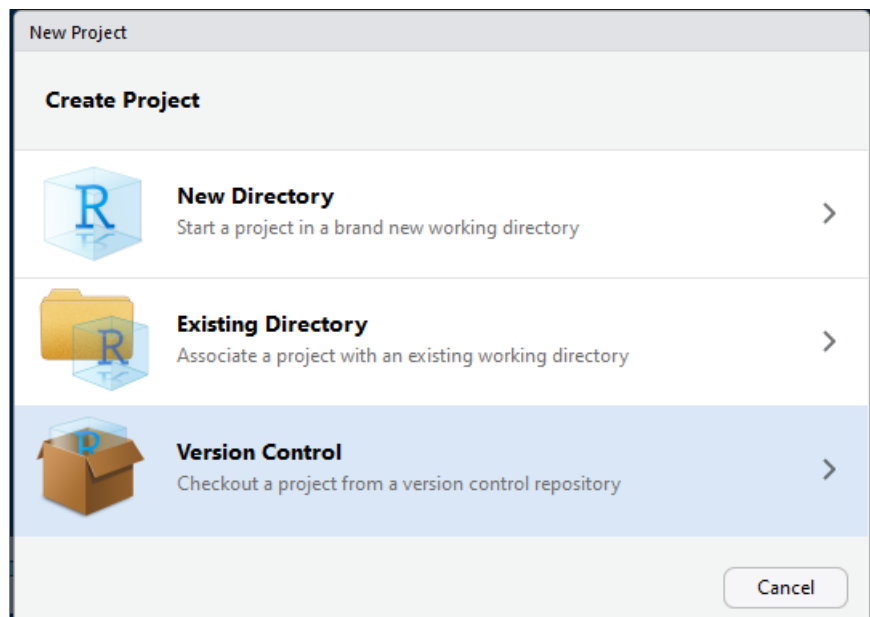 New Project
Create Project
R
New Directory
Start a project in a brand new working directory
R
Existing Directory
Associate a project with an existing working directory
R
Version Control
Checkout a project from a version control repository
Cancel